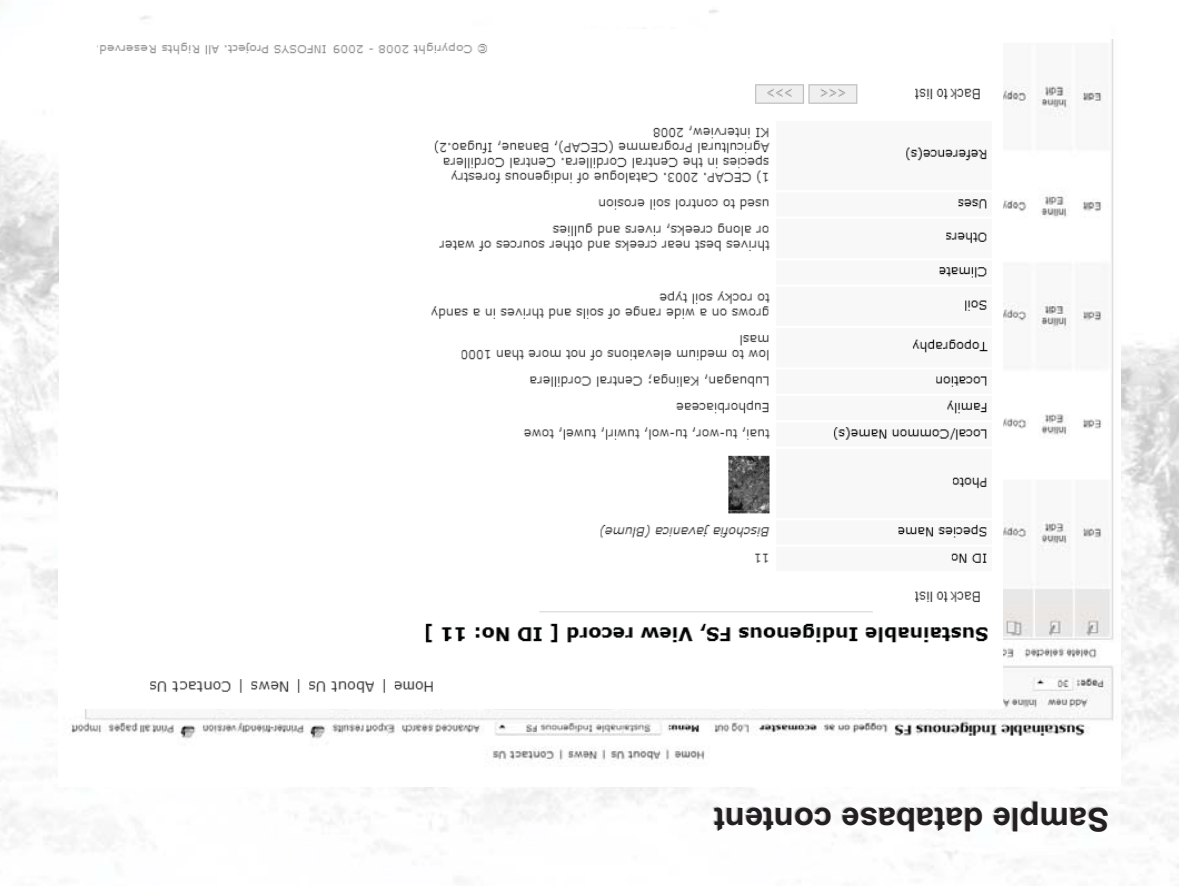 Sample database content
Home | About Us | News | Contact Us
Sustainable Indigenous FS Logged on as ecomaster Log out Menu: Sustainable Indigenous FS Advanced search Export results Printer-friendly version Print all pages Import
Add new Inline A
Page: 30
Home | About Us | News | Contact Us
Delete selected Ec
Sustainable Indigenous FS, View record [ ID No: 11 ]
Back to list
ID No 11
Species Name Bischofia javanica (Blume)
Edit Inline Edit Copy
Photo
Local/Common Name(s) tuai, tu-wor, tu-wol, tuwirl, tuwel, towe
Edit Inline Edit Copy
Family Euphorbiaceae
Location Lubuagan, Kalinga; Central Cordillera
Topography low to medium elevations of not more than 1000
masl
Edit Inline Edit Copy
Soil grows on a wide range of soils and thrives in a sandy
to rocky soil type
Climate
Others thrives best near creeks and other sources of water
or along creeks, rivers and gullies
Edit Inline Edit Copy
Uses used to control soil erosion
Reference(s) 1) CECAP. 2003. Catalogue of indigenous forestry
species in the Central Cordillera. Central Cordillera
Agricultural Programme (CECAP), Banaue, Ifugao.2)
KI interview, 2008
Edit Inline Edit Copy
Back to list <<< >>>
© Copyright 2008 - 2009 INFOSYS Project. All Rights Reserved.